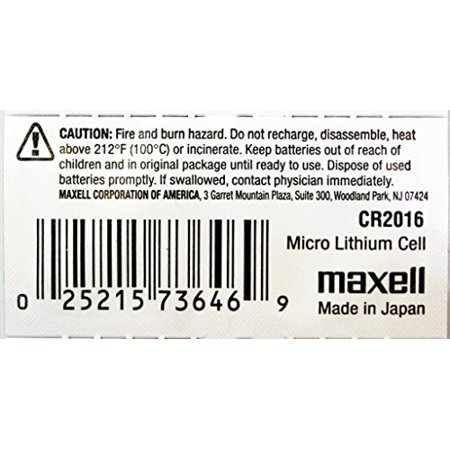 CAUTION: Fire and burn hazard. Do not recharge, disassemble, heat
above 212°F (100°C) or incinerate. Keep batteries out of reach of
children and in original package until ready to use. Dispose of used
batteries promptly. If swallowed, contact physician immediately.
MAXELL CORPORATION OF AMERICA, 3 Garret Mountain Plaza, Suite 300, Woodland Park, NJ 07424
CR2016
Micro Lithium Cell
maxell
Made in Japan
0 25215 73646 9